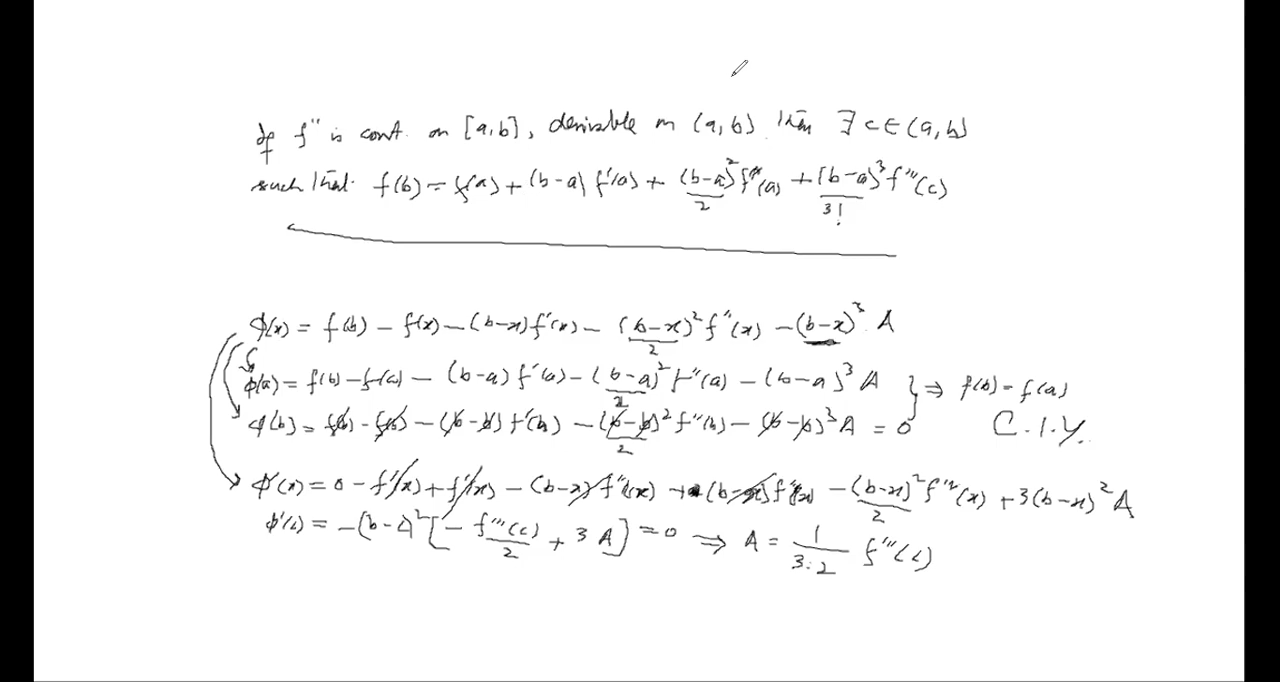 If f'' is cont. on [a,b], derivable on (a,b) then ∃ c ∈ (a,b)
such that f(b) = f(a) + (b-a) f'(a) + (b-a)²/2 f''(a) + (b-a)³/3! f'''(c)
φ(x) = f(b) - f(x) - (b-x) f'(x) - (b-x)²/2 f''(x) - (b-x)³ A
φ(a) = f(b) - f(a) - (b-a) f'(a) - (b-a)²/2 f''(a) - (b-a)³ A } ⇒ f(b) = f(a)
φ(b) = f(b) - f(b) - (b-b) f'(b) - (b-b)²/2 f''(b) - (b-b)³ A = 0 C.I.Y.
φ'(x) = 0 - f'(x) + f'(x) - (b-x) f''(x) + (b-x) f''(x) - (b-x)²/2 f'''(x) + 3(b-x)² A
φ'(c) = -(b-c)² [- f'''(c)/2 + 3 A] = 0 ⇒ A = 1/3.2 f'''(c)